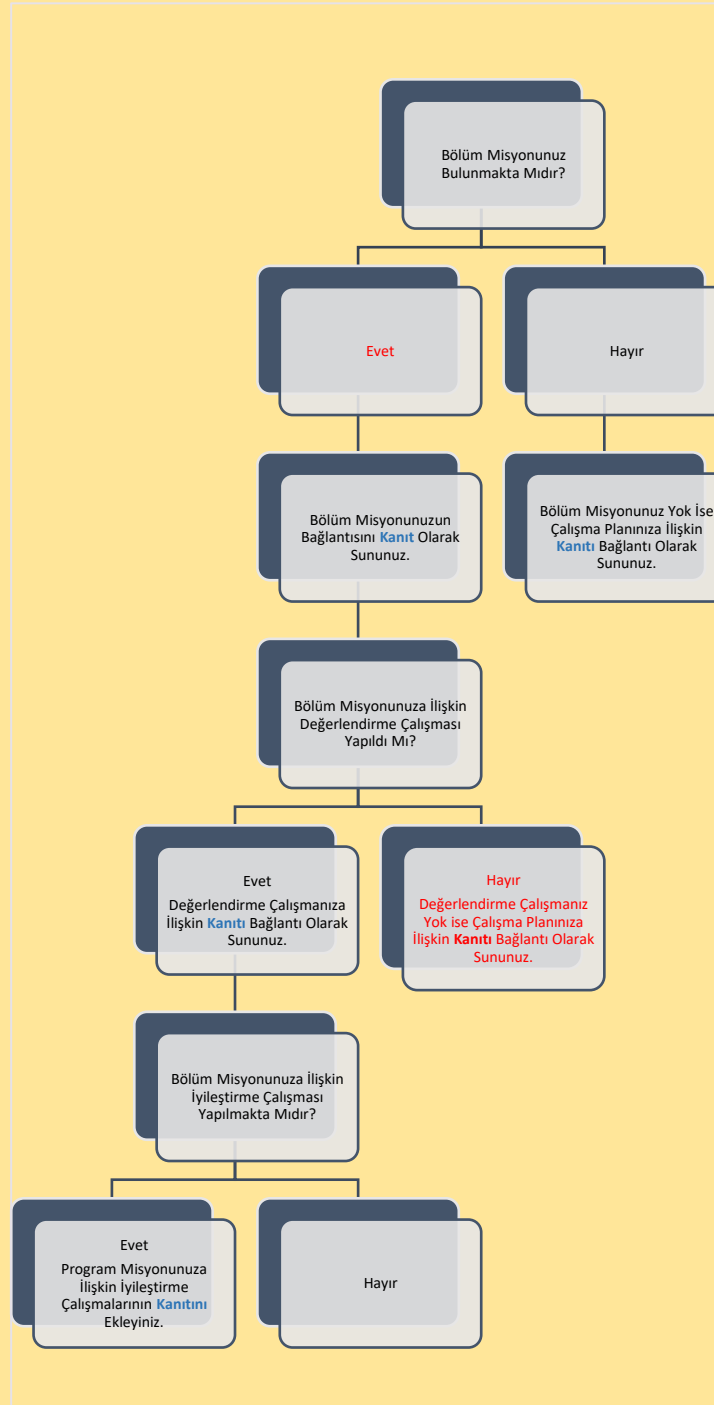 Bölüm Misyonunuz
Bulunmakta Mıdır?
Evet
Hayır
Bölüm Misyonunuzun
Bağlantısını Kanıt Olarak
Sununuz.
Bölüm Misyonunuz Yok İse
Çalışma Planınıza İlişkin
Kanıtı Bağlantı Olarak
Sununuz.
Bölüm Misyonunuza İlişkin
Değerlendirme Çalışması
Yapıldı Mı?
Evet
Değerlendirme Çalışmanıza
İlişkin Kanıtı Bağlantı Olarak
Sununuz.
Hayır
Değerlendirme Çalışmanız
Yok ise Çalışma Planınıza
İlişkin Kanıtı Bağlantı Olarak
Sununuz.
Bölüm Misyonunuza İlişkin
İyileştirme Çalışması
Yapılmakta Mıdır?
Evet
Program Misyonunuza
İlişkin İyileştirme
Çalışmalarının Kanıtını
Ekleyiniz.
Hayır